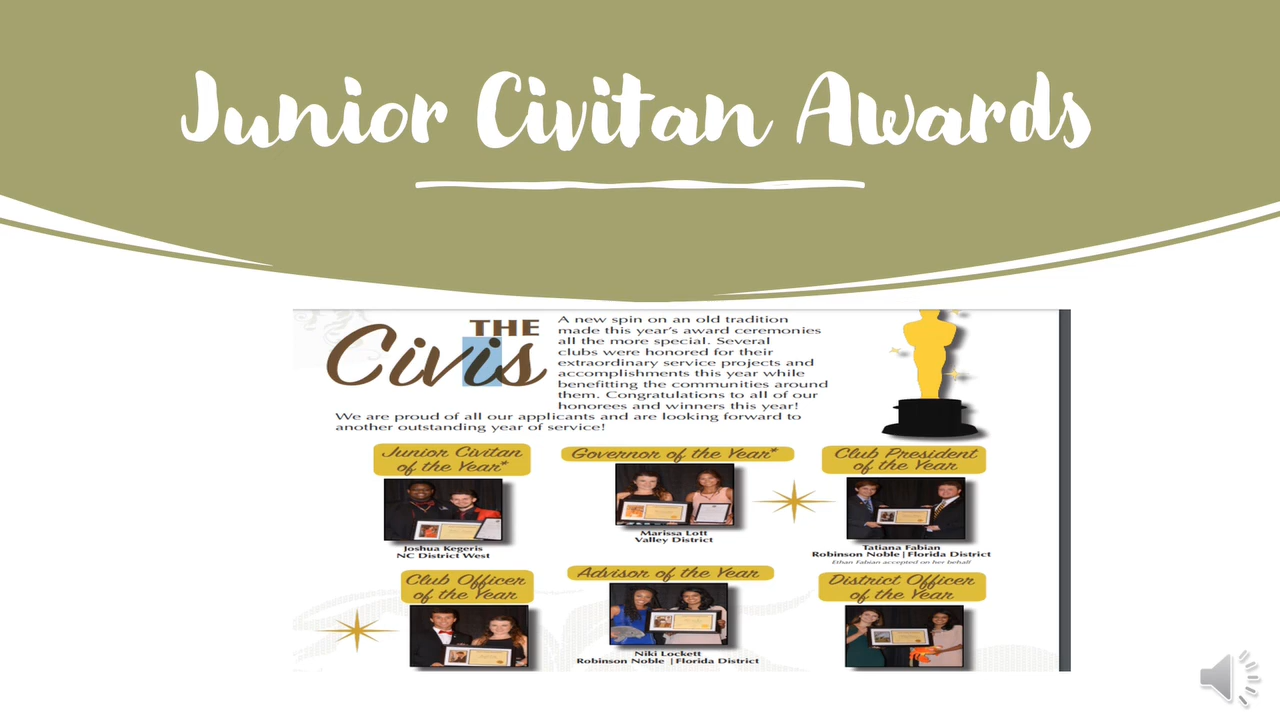 Junior Civitan Awards
THE
Civis
A new spin on an old tradition
made this year's award ceremonies
all the more special. Several
clubs were honored for their
extraordinary service projects and
accomplishments this year while
benefitting the communities around
them. Congratulations to all of our
honorees and winners this year!
We are proud of all our applicants and are looking forward to
another outstanding year of service!
Junior Civitan
of the Year*
Joshua Kegeris
NC District West
Governor of the Year*
Marissa Lott
Valley District
Club President
of the Year
Tatiana Fabian
Robinson Noble | Florida District
Ethan Fabian accepted on her behalf
Club Officer
of the Year
Advisor of the Year
Niki Lockett
Robinson Noble | Florida District
District Officer
of the Year